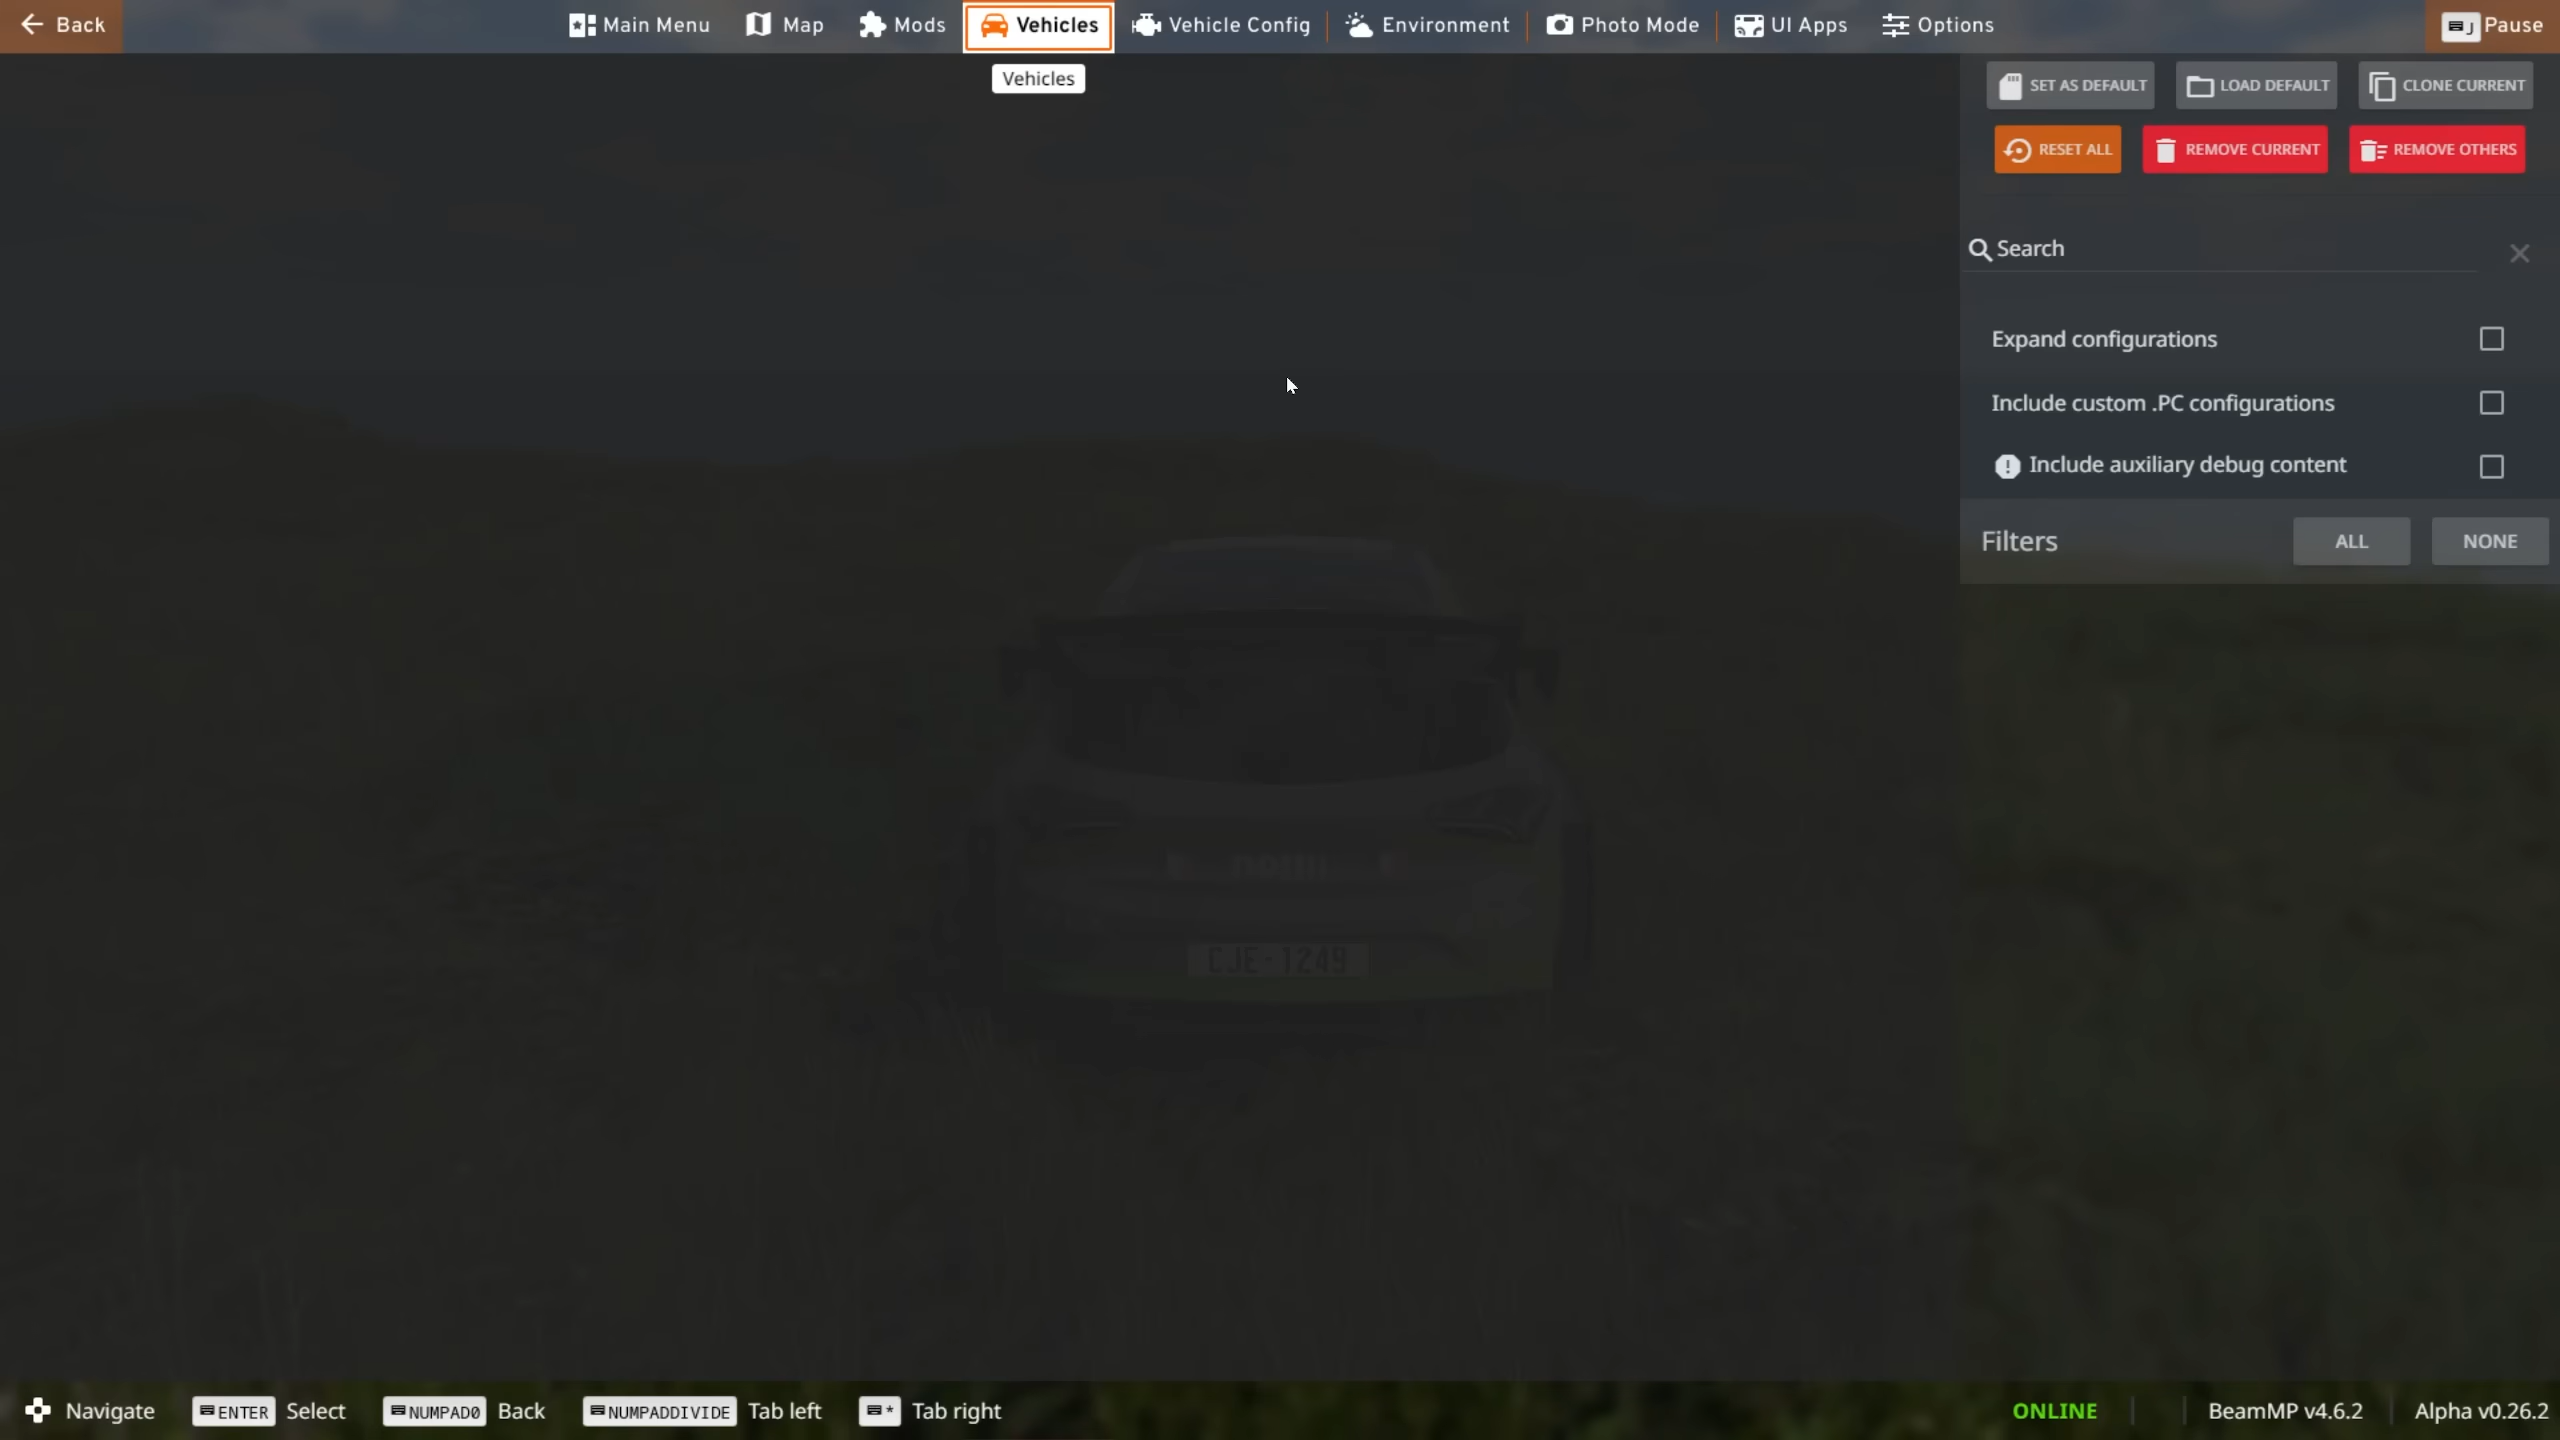 Back
Main Menu
Map
Mods
Vehicles
Vehicle Config
Environment
Photo Mode
UI Apps
Options
J
Pause
Vehicles
SET AS DEFAULT
LOAD DEFAULT
CLONE CURRENT
RESET ALL
REMOVE CURRENT
REMOVE OTHERS
Search
Expand configurations
Include custom .PC configurations
Include auxiliary debug content
Filters
ALL
NONE
CJE-1249
Navigate
ENTER
Select
NUMPAD0
Back
NUMPADDIVIDE
Tab left
*
Tab right
ONLINE
BeamMP v4.6.2
Alpha v0.26.2